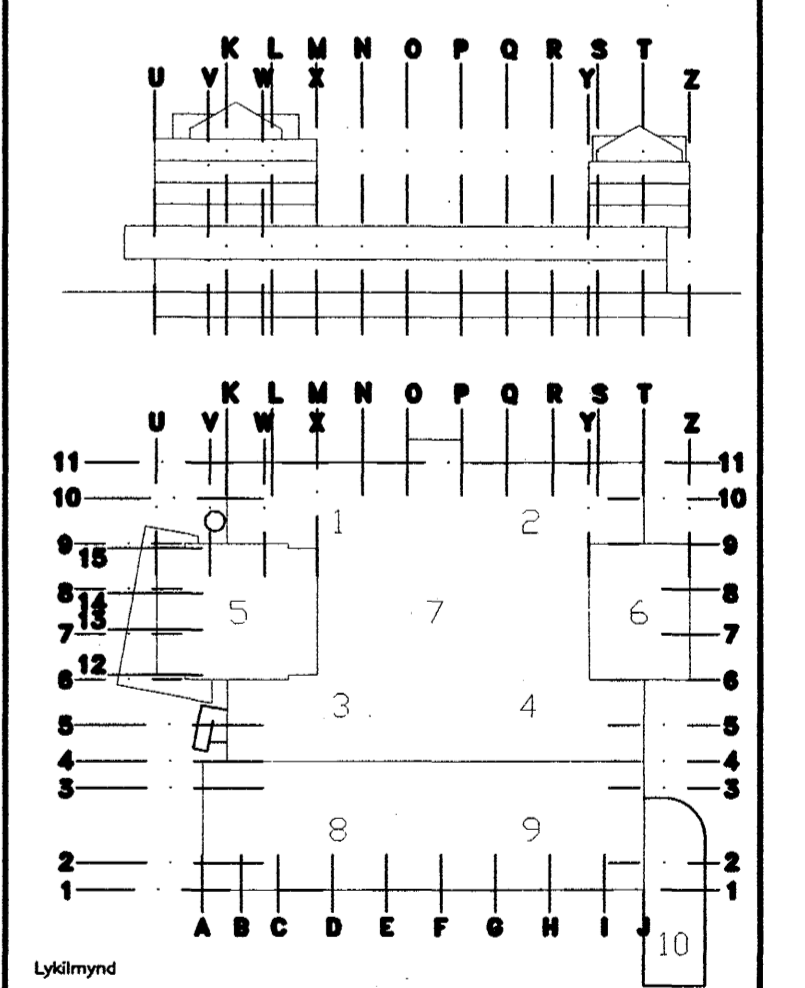 K L M N O P Q R S T
U V W X Y Z
K L M N O P Q R S T
U V W X Y Z
11 11
10 10
1 2
9 9
15
8 8
14
5 7 6
13
7 7
12
6 6
3 4
5 5
4 4
3 3
8 9
2 2
1 1
A B C D E F G H I J
10
Lykilmynd